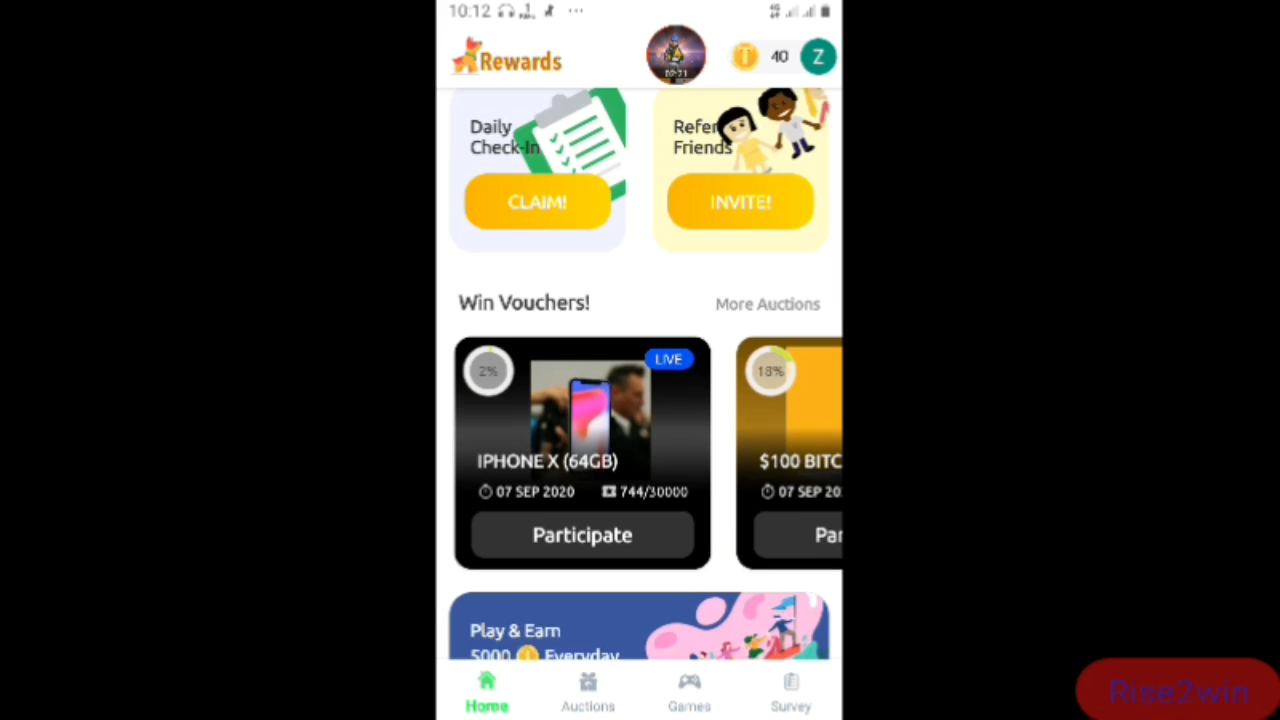 10:12
Rewards
02:21
40
Z
Daily
Check-In
CLAIM!
Refer
Friends
INVITE!
Win Vouchers!
More Auctions
2%
LIVE
IPHONE X (64GB)
07 SEP 2020
744/30000
Participate
18%
$100 BITC
07 SEP 20
Par
Play & Earn
5000 Everyday
Home
Auctions
Games
Survey
Rise2win